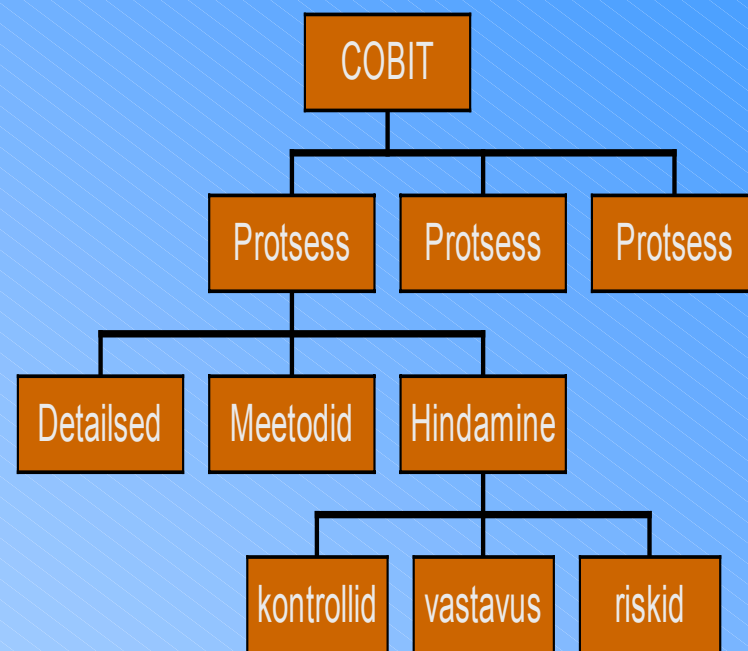 COBIT
Protsess
Protsess
Protsess
Detailsed
Meetodid
Hindamine
kontrollid
vastavus
riskid